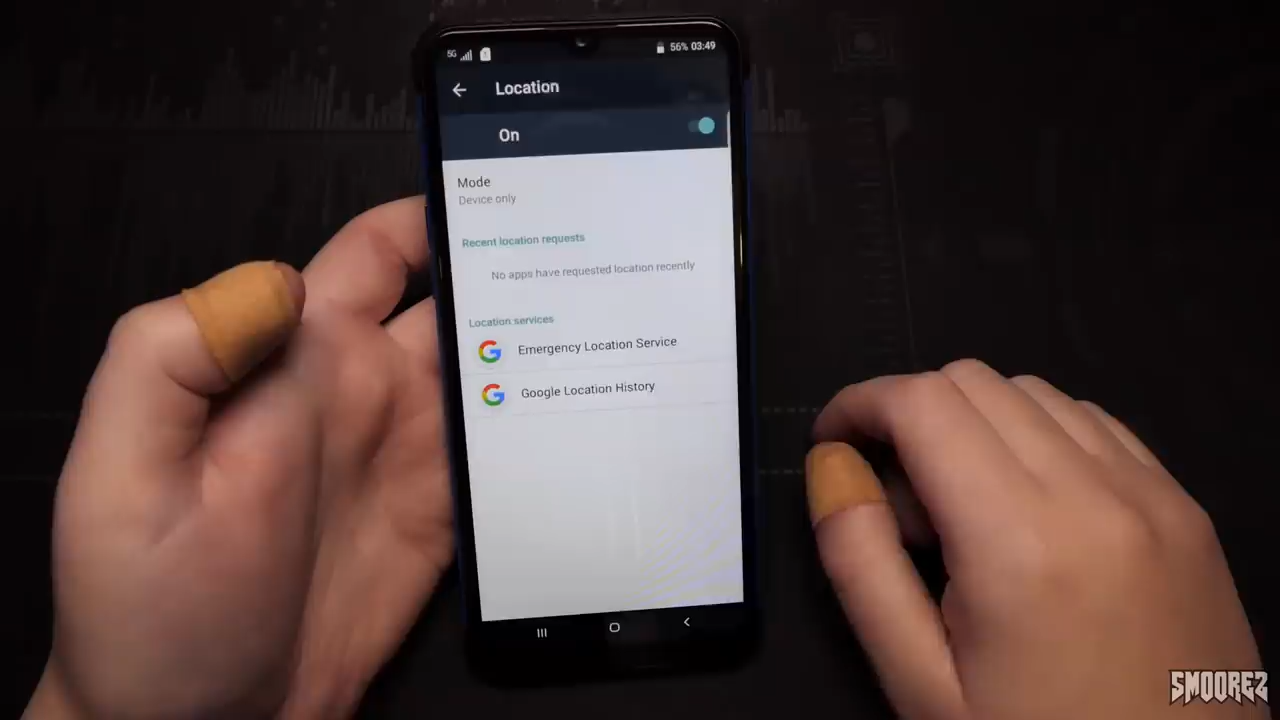 5G 56% 03:49
Location
On
Mode
Device only
Recent location requests
No apps have requested location recently
Location services
Emergency Location Service
Google Location History
SMOOREZ